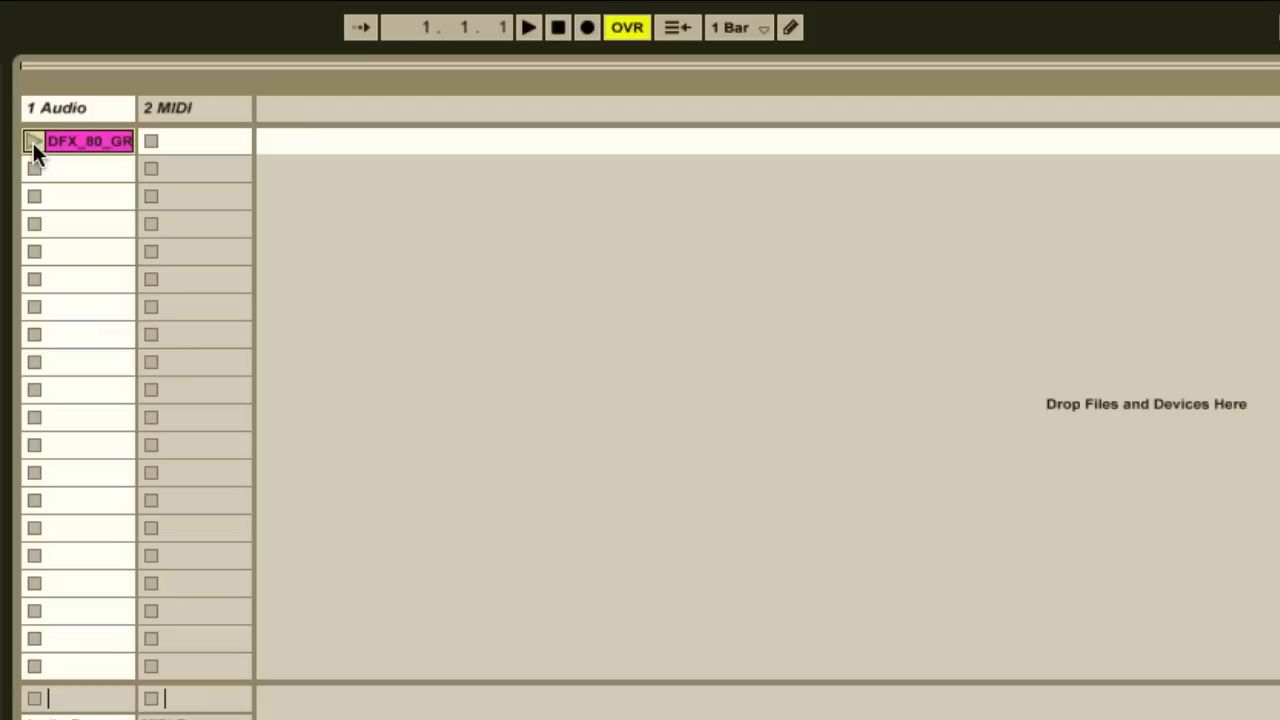 1. 1. 1 OVR 1 Bar
1 Audio 2 MIDI
DFX_80_GR
Drop Files and Devices Here